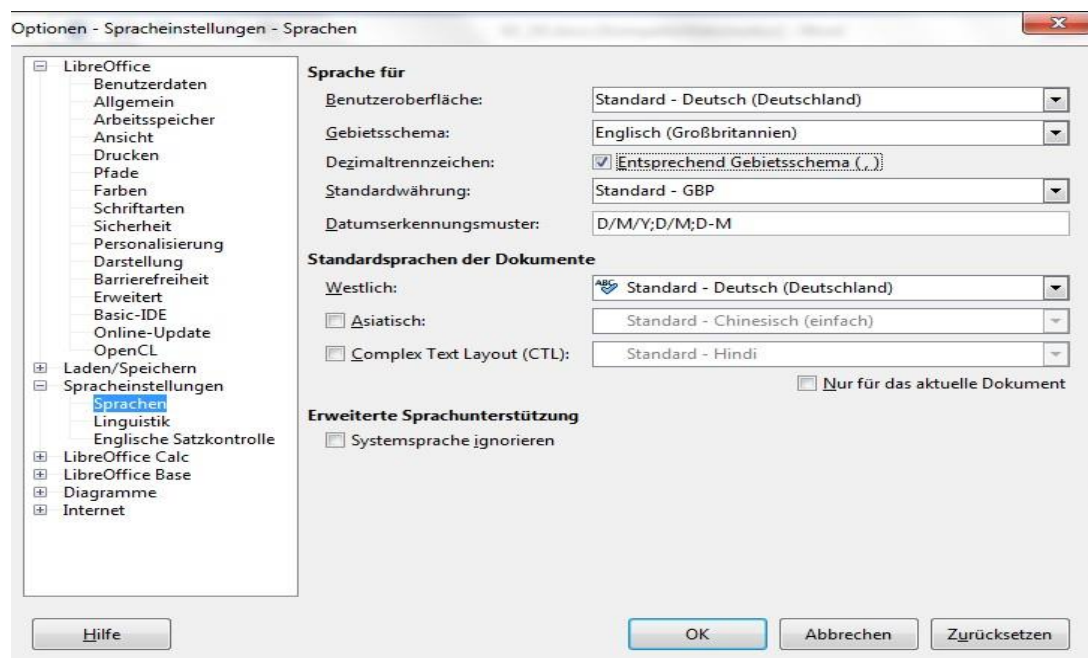 Optionen - Spracheinstellungen - Sprachen
LibreOffice
Benutzerdaten
Allgemein
Arbeitsspeicher
Ansicht
Drucken
Pfade
Farben
Schriftarten
Sicherheit
Personalisierung
Darstellung
Barrierefreiheit
Erweitert
Basic-IDE
Online-Update
OpenCL
Laden/Speichern
Spracheinstellungen
Sprachen
Linguistik
Englische Satzkontrolle
LibreOffice Calc
LibreOffice Base
Diagramme
Internet
Sprache für
Benutzeroberfläche: Standard - Deutsch (Deutschland)
Gebietsschema: Englisch (Großbritannien)
Dezimaltrennzeichen: Entsprechend Gebietsschema ( , )
Standardwährung: Standard - GBP
Datumserkennungsmuster: D/M/Y;D/M;D-M
Standardsprachen der Dokumente
Westlich: ABC Standard - Deutsch (Deutschland)
Asiatisch: Standard - Chinesisch (einfach)
Complex Text Layout (CTL): Standard - Hindi
Nur für das aktuelle Dokument
Erweiterte Sprachunterstützung
Systemsprache ignorieren
Hilfe OK Abbrechen Zurücksetzen